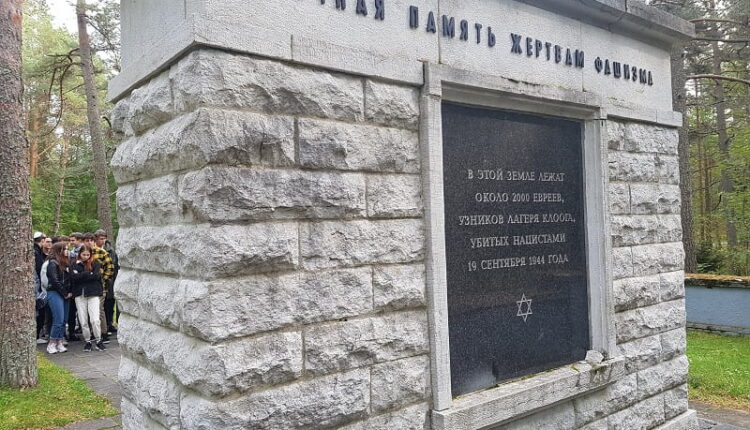 ПАМЯТЬ ЖЕРТВАМ ФАШИЗМА
В ЭТОЙ ЗЕМЛЕ ЛЕЖАТ
ОКОЛО 2000 ЕВРЕЕВ,
УЗНИКОВ ЛАГЕРЯ КЛООГА,
УБИТЫХ НАЦИСТАМИ
19 СЕНТЯБРЯ 1944 ГОДА